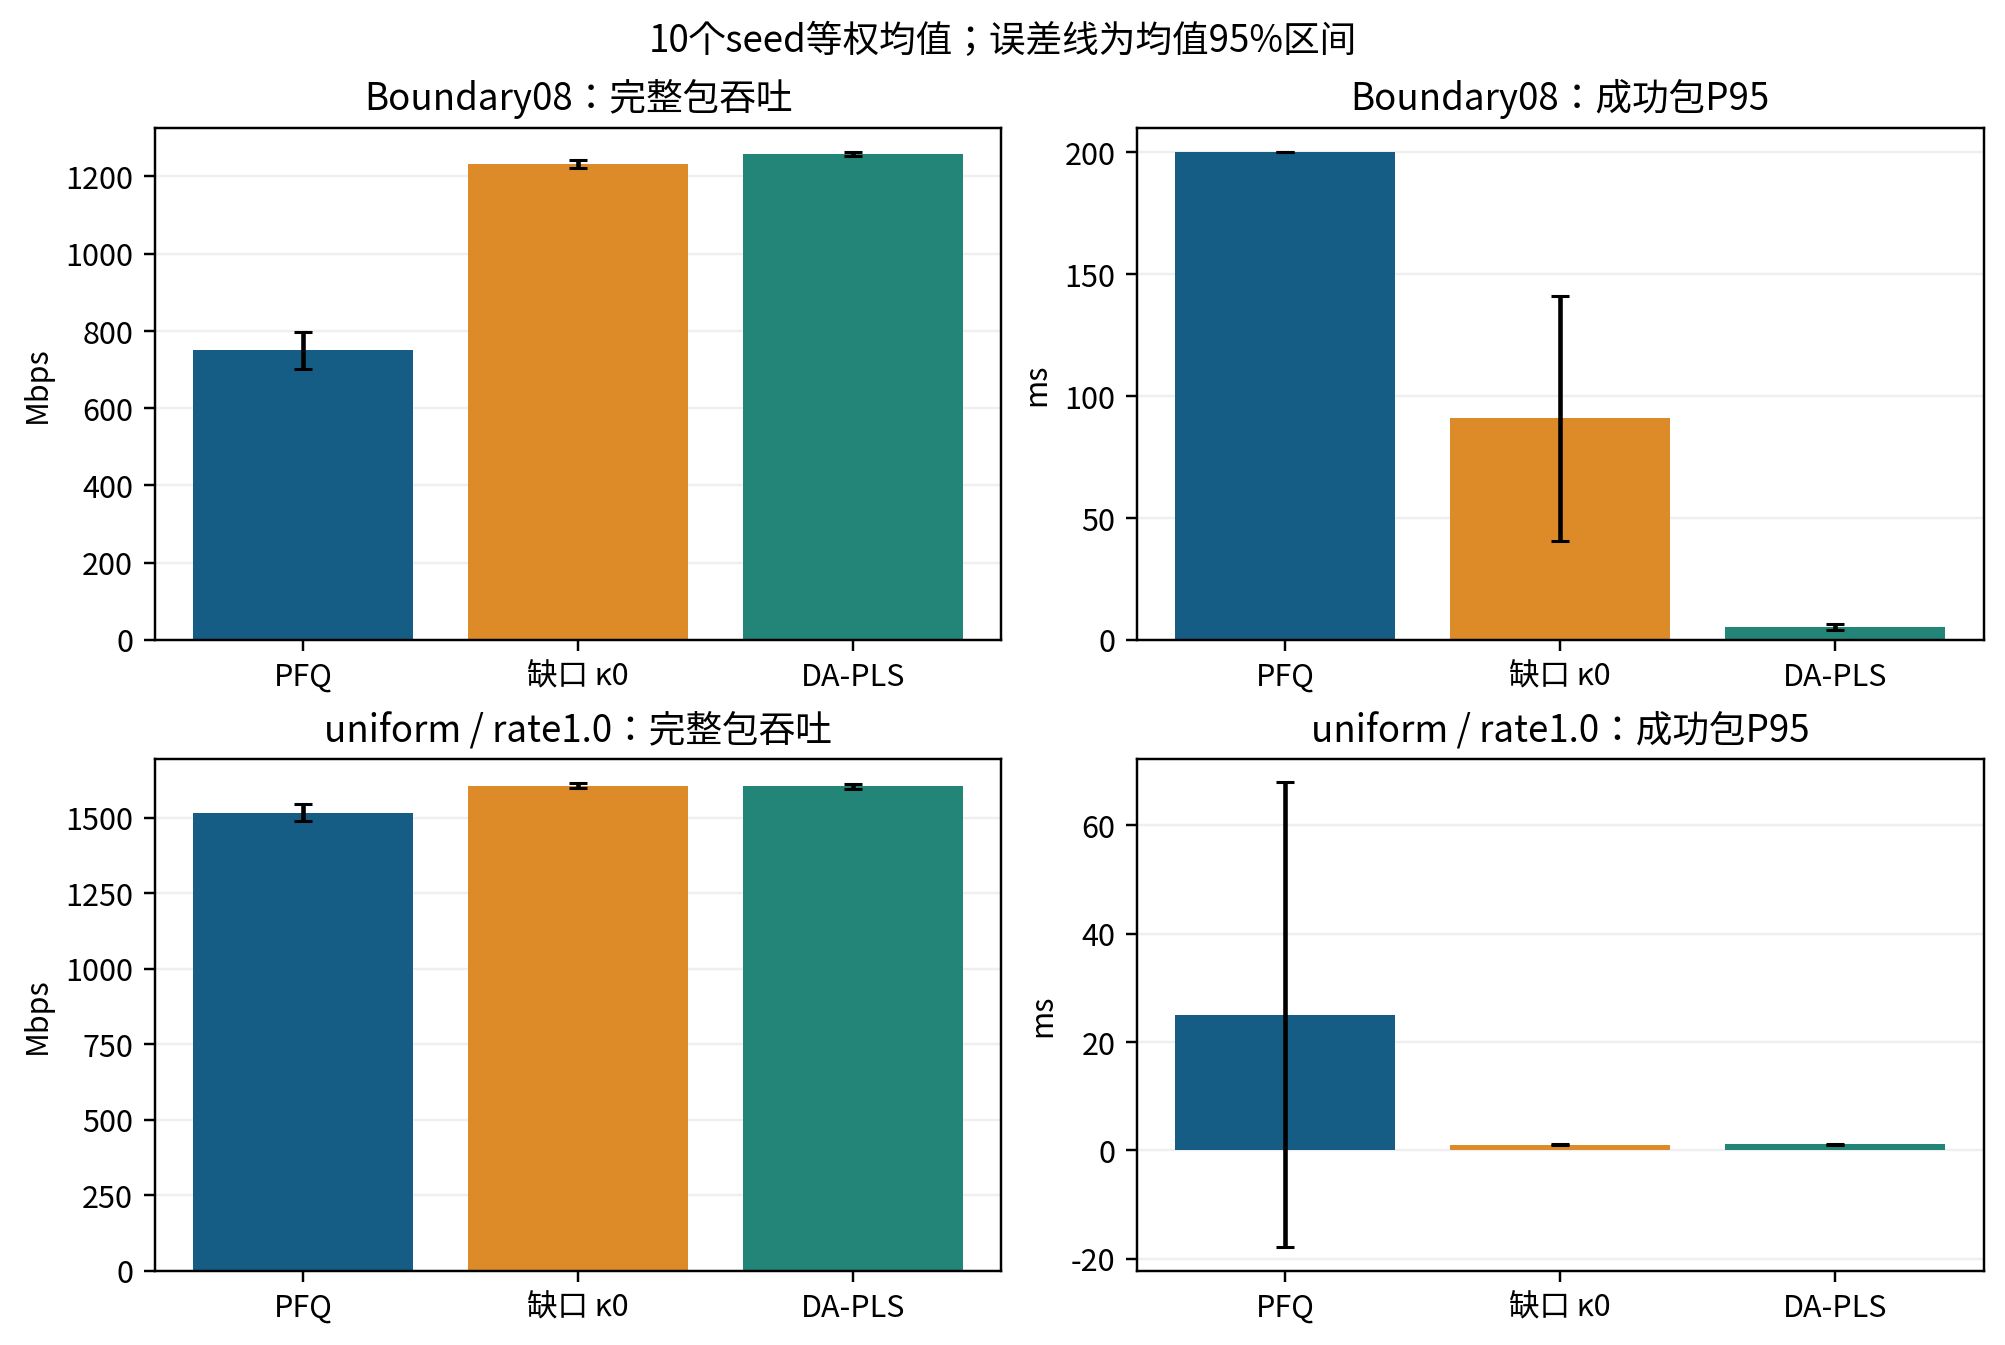 10个seed等权均值；误差线为均值95%区间
Boundary08：完整包吞吐
Mbps
1200
1000
800
600
400
200
0
PFQ
缺口 κ0
DA-PLS
Boundary08：成功包P95
ms
200
150
100
50
0
PFQ
缺口 κ0
DA-PLS
uniform / rate1.0：完整包吞吐
Mbps
1500
1250
1000
750
500
250
0
PFQ
缺口 κ0
DA-PLS
uniform / rate1.0：成功包P95
ms
60
40
20
0
-20
PFQ
缺口 κ0
DA-PLS